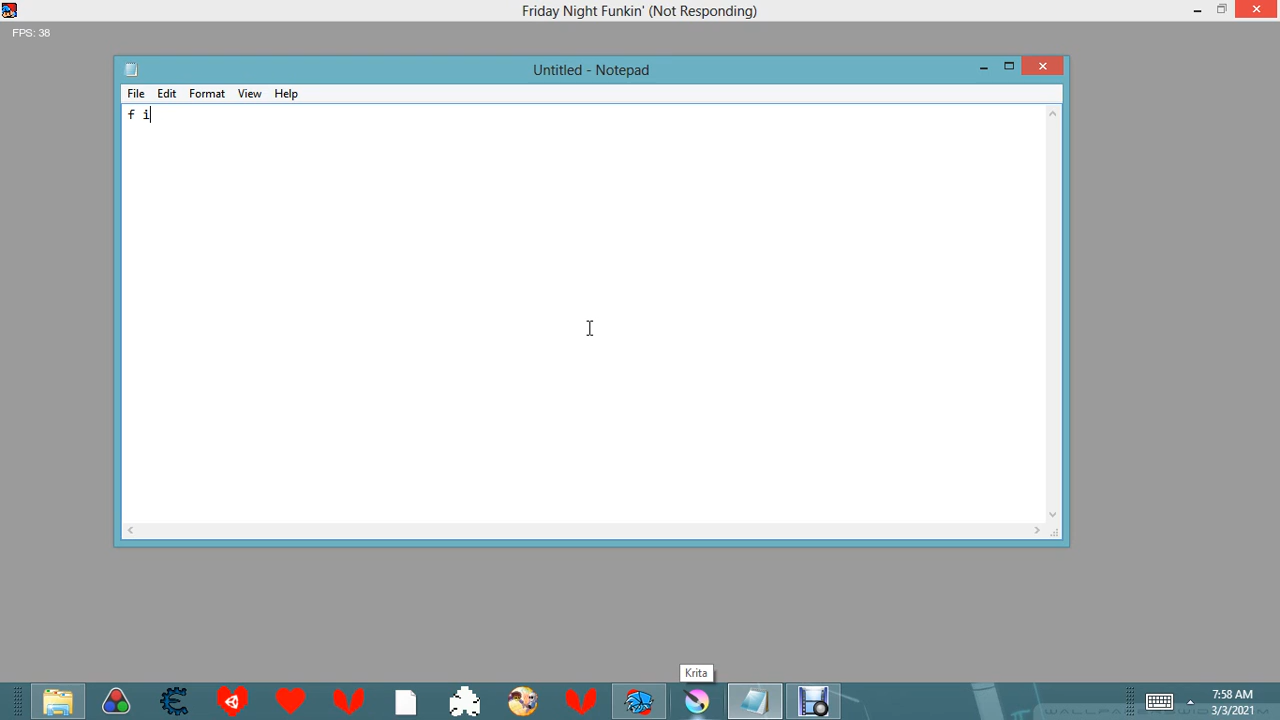 Friday Night Funkin' (Not Responding)
FPS: 38
Untitled - Notepad
File Edit Format View Help
f i
Krita
7:58 AM
3/3/2021